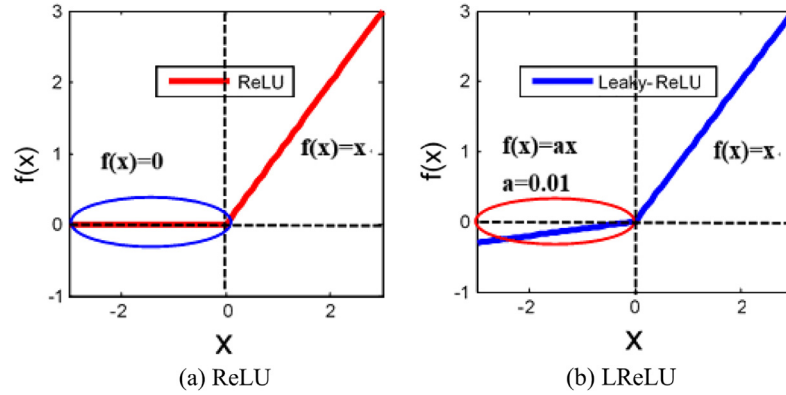 3
ReLU
2
f(x)
f(x)=0
f(x)=x
1
0
-1
-2
0
2
X
(a) ReLU
3
Leaky-ReLU
2
f(x)
f(x)=ax
f(x)=x
1
a=0.01
0
-1
-2
0
2
X
(b) LReLU